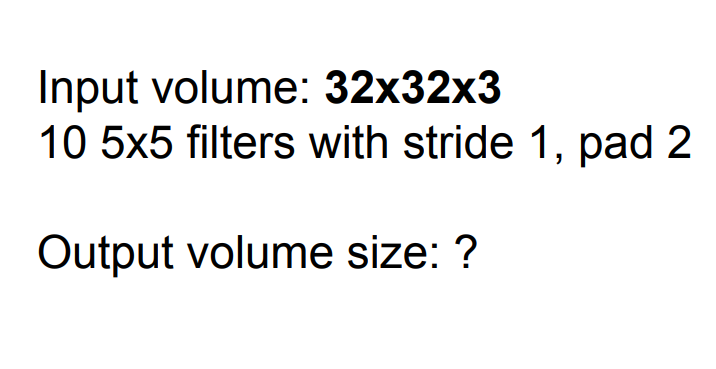 Input volume: 32x32x3
10 5x5 filters with stride 1, pad 2
Output volume size: ?